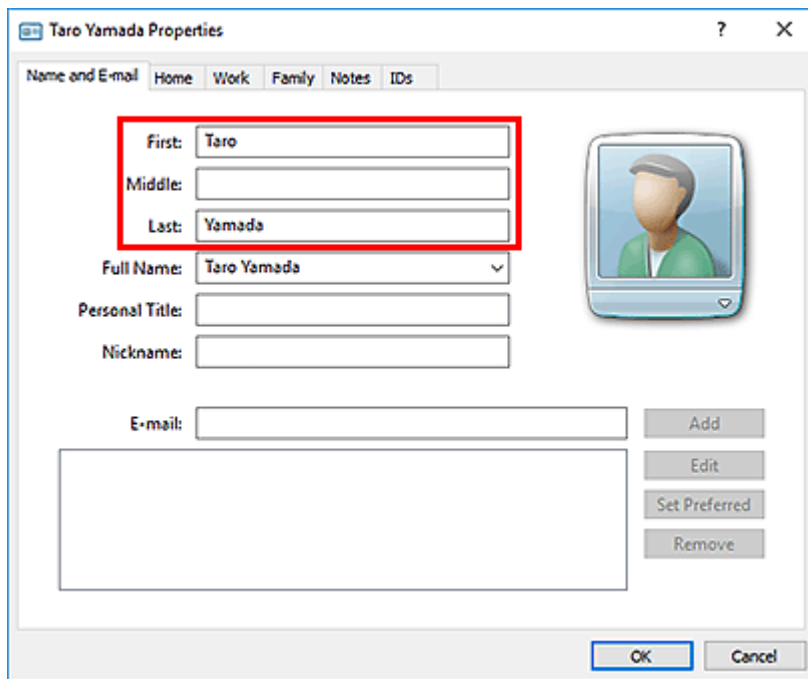 Taro Yamada Properties
Name and E-mail Home Work Family Notes IDs
First: Taro
Middle:
Last: Yamada
Full Name: Taro Yamada
Personal Title:
Nickname:
E-mail: Add
Edit
Set Preferred
Remove
OK Cancel